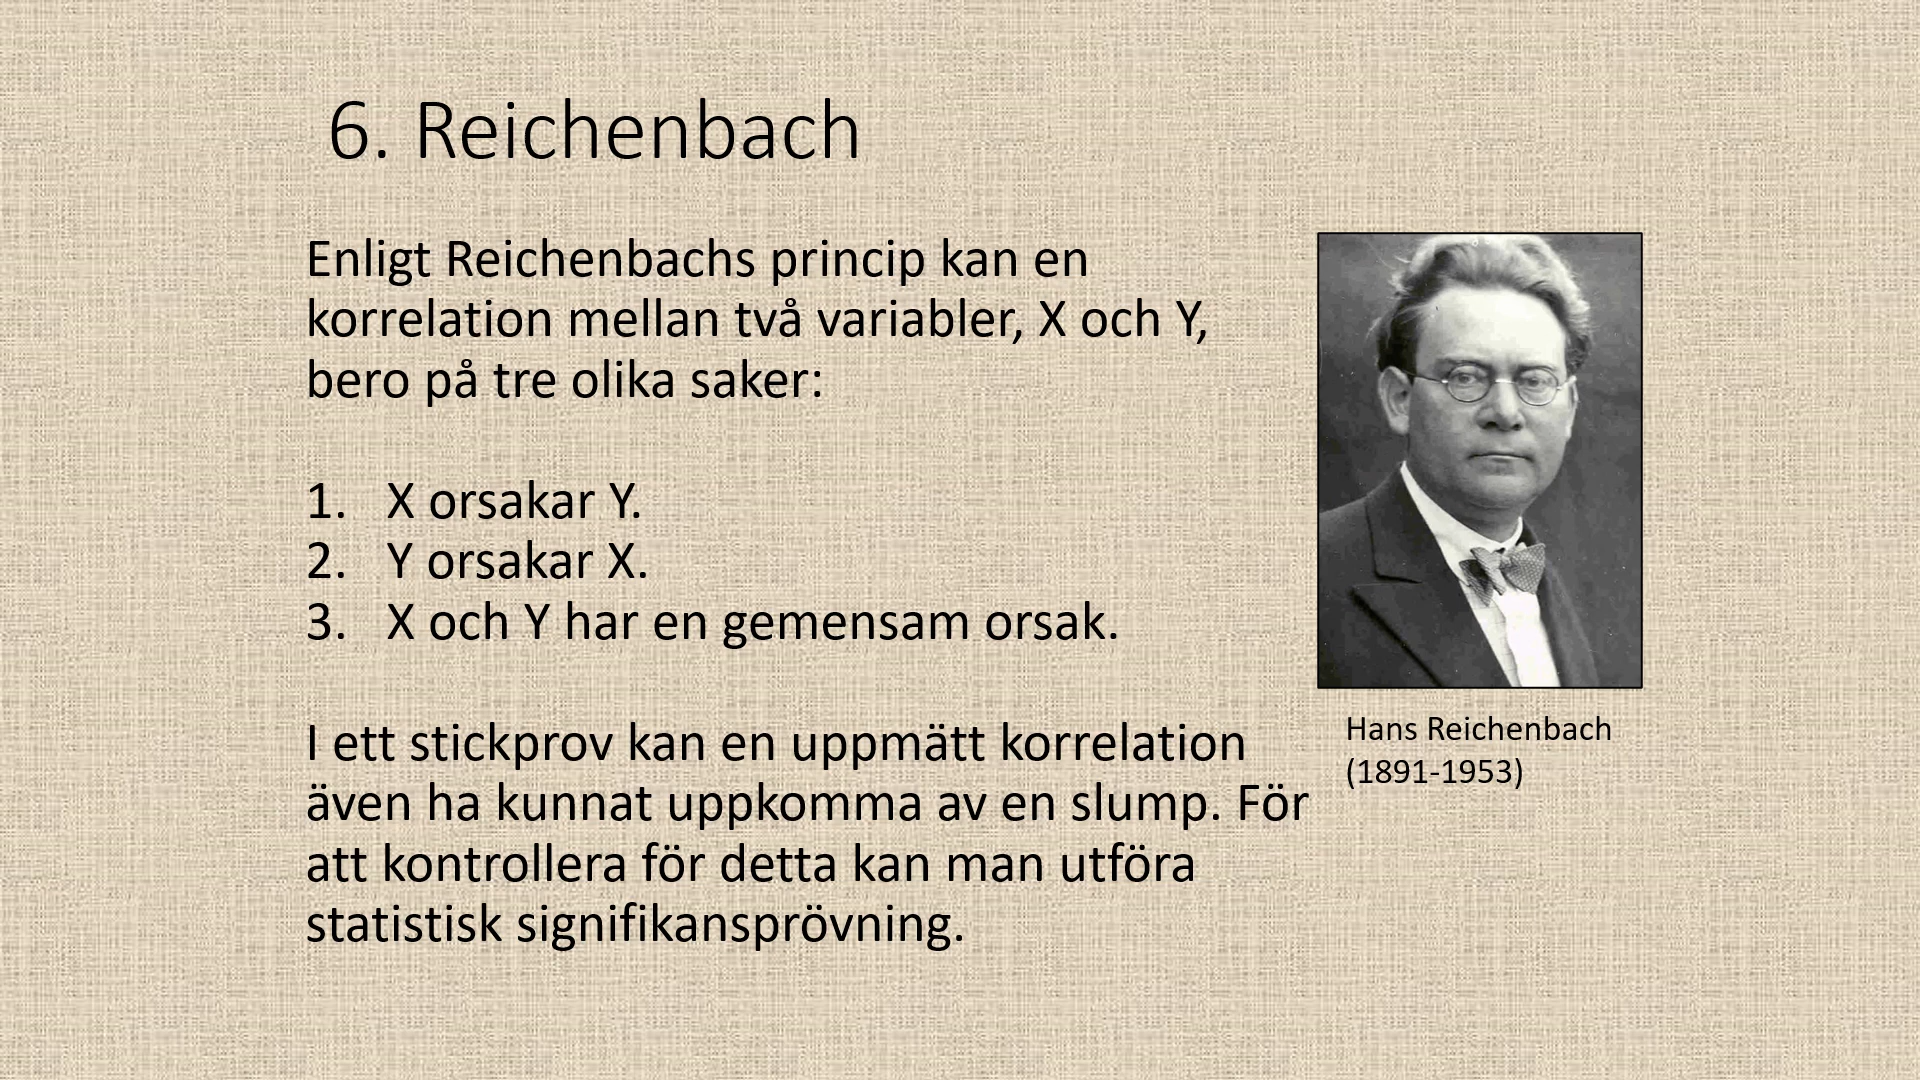 6. Reichenbach
Enligt Reichenbachs princip kan en
korrelation mellan två variabler, X och Y,
bero på tre olika saker:
1. X orsakar Y.
2. Y orsakar X.
3. X och Y har en gemensam orsak.
I ett stickprov kan en uppmätt korrelation
även ha kunnat uppkomma av en slump. För
att kontrollera för detta kan man utföra
statistisk signifikansprövning.
Hans Reichenbach
(1891-1953)